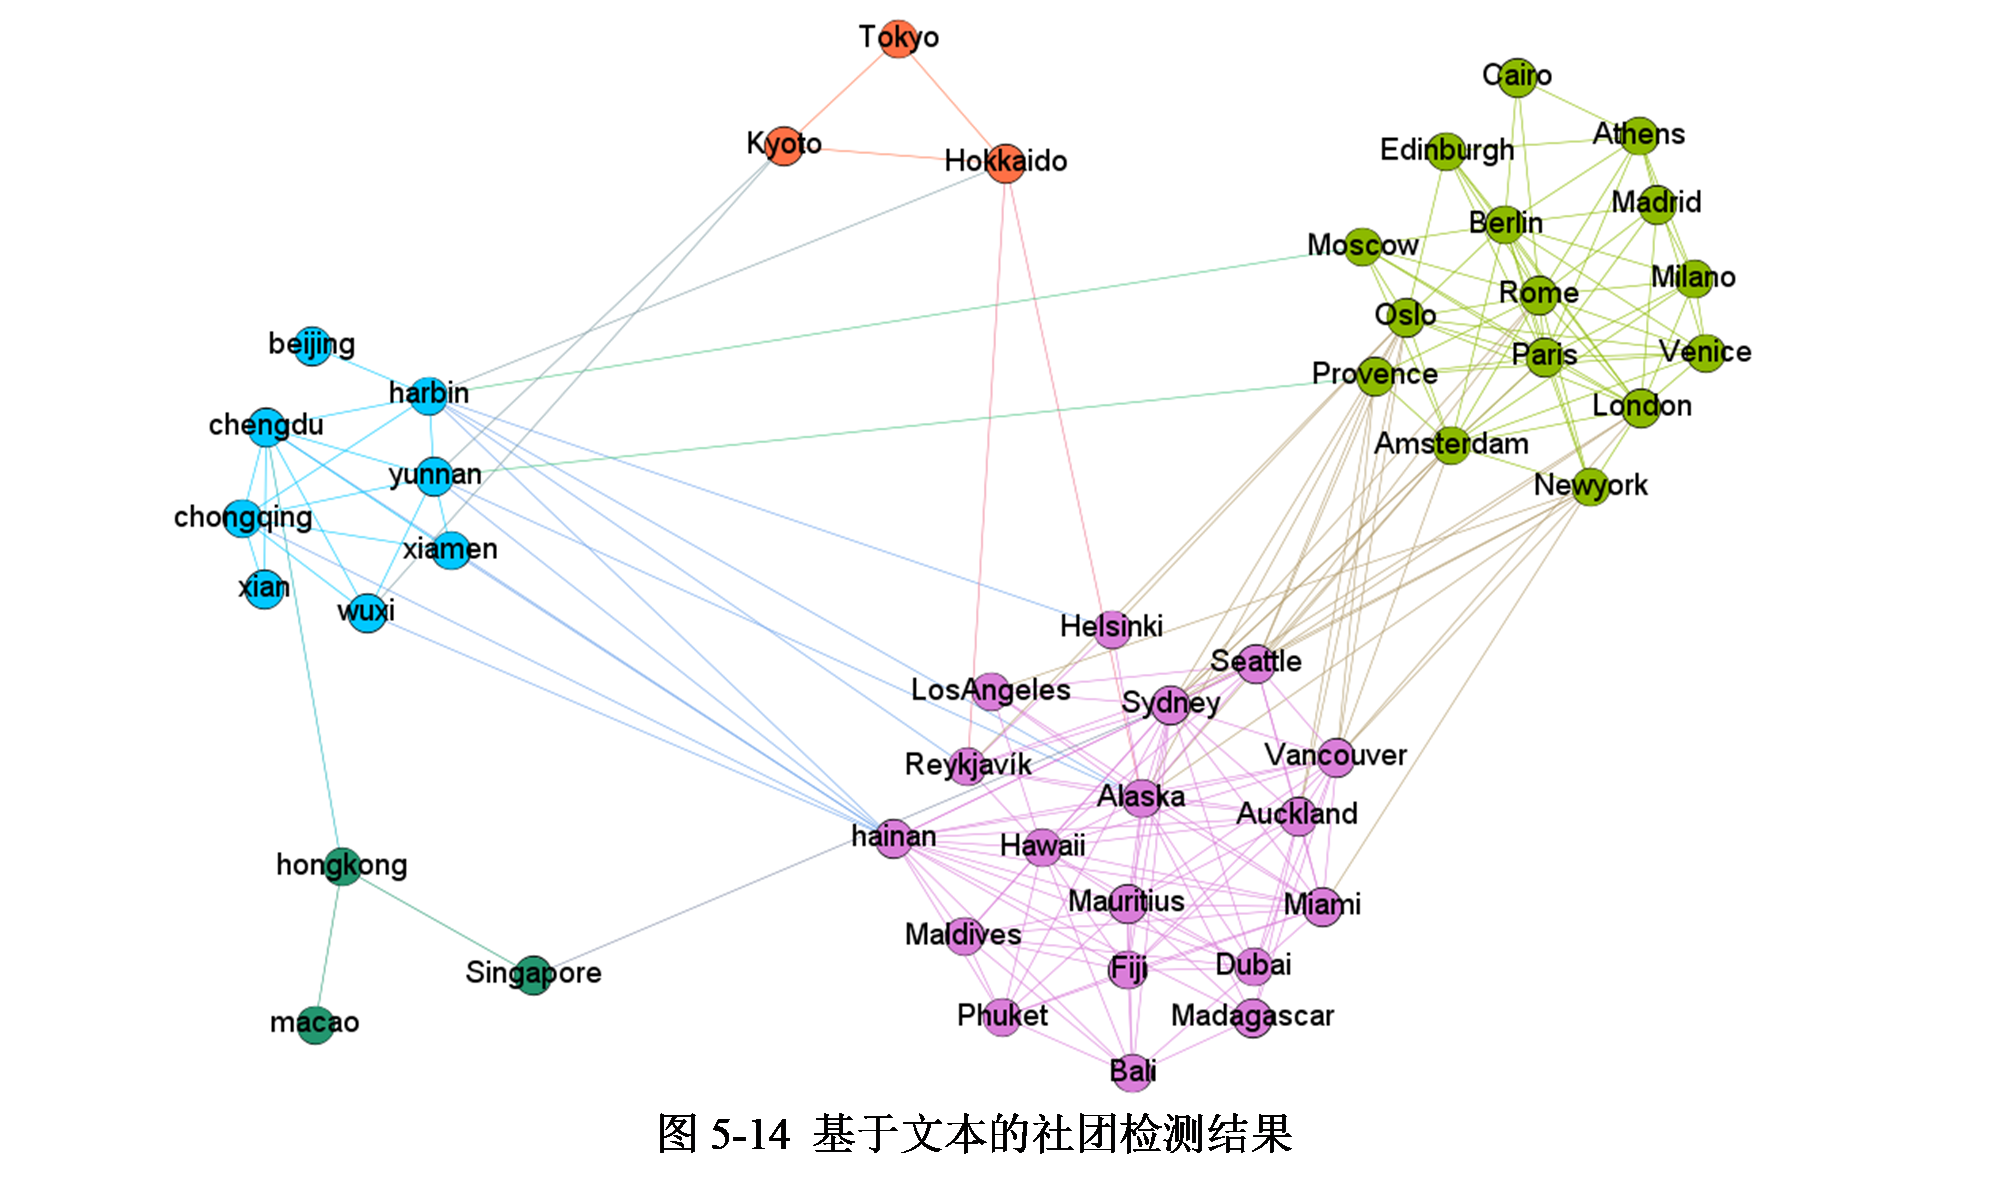 Tokyo
Kyoto
Hokkaido
Cairo
Athens
Edinburgh
Madrid
Berlin
Moscow
Milano
Rome
Oslo
Paris
Venice
Provence
London
Amsterdam
Newyork
beijing
harbin
chengdu
yunnan
chongqing
xiamen
xian
wuxi
hongkong
Singapore
macao
Helsinki
Seattle
LosAngeles
Sydney
Vancouver
Reykjavík
Alaska
Auckland
hainan
Hawaii
Mauritius
Miami
Maldives
Fiji
Dubai
Phuket
Madagascar
Bali
图 5-14 基于文本的社团检测结果